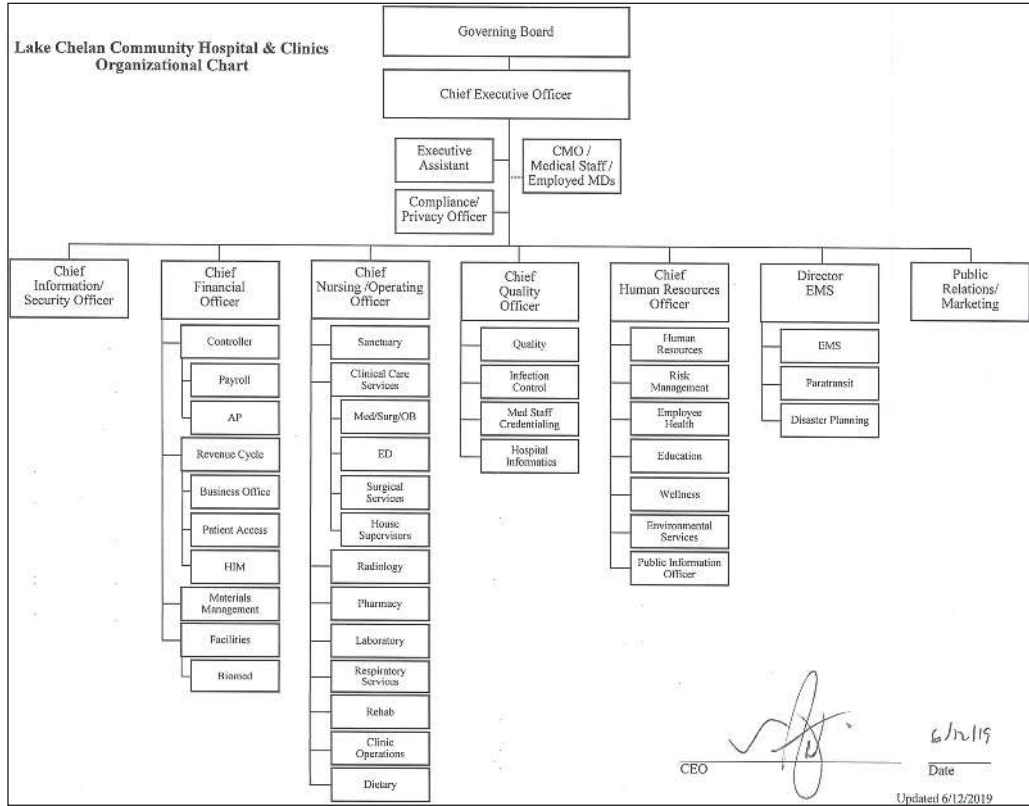 Lake Chelan Community Hospital & Clinics
Organizational Chart
Governing Board
Chief Executive Officer
Executive
Assistant
CMO /
Medical Staff /
Employed MDs
Compliance/
Privacy Officer
Chief
Information/
Security Officer
Chief
Financial
Officer
Controller
Payroll
AP
Revenue Cycle
Business Office
Patient Access
HIM
Materials
Management
Facilities
Biomed
Chief
Nursing /Operating
Officer
Sanctuary
Clinical Care
Services
Med/Surg/OB
ED
Surgical
Services
House
Supervisors
Radiology
Pharmacy
Laboratory
Respiratory
Services
Rehab
Clinic
Operations
Dietary
Chief
Quality
Officer
Quality
Infection
Control
Med Staff
Credentialing
Hospital
Informatics
Chief
Human Resources
Officer
Human
Resources
Risk
Management
Employee
Health
Education
Wellness
Environmental
Services
Public Information
Officer
Director
EMS
EMS
Paratransit
Disaster Planning
Public
Relations/
Marketing
6/12/19
CEO
Date
Updated 6/12/2019